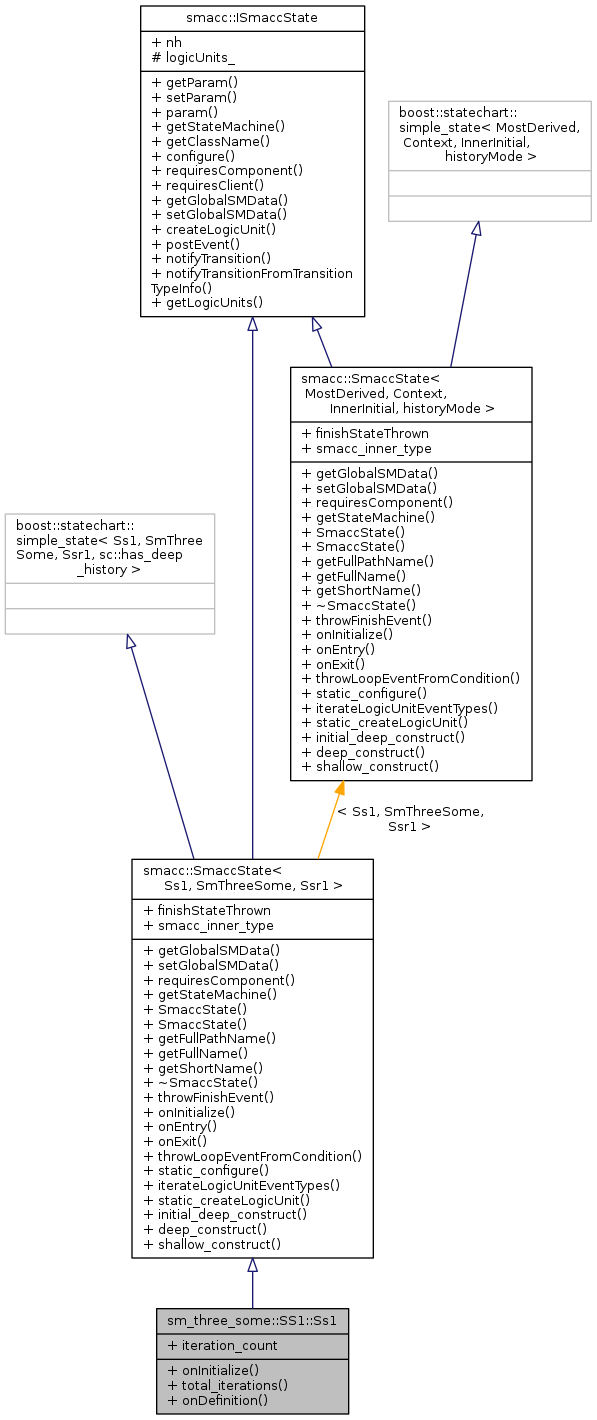 smacc::ISmaccState
+ nh
# logicUnits_
+ getParam()
+ setParam()
+ param()
+ getStateMachine()
+ getClassName()
+ configure()
+ requiresComponent()
+ requiresClient()
+ getGlobalSMData()
+ setGlobalSMData()
+ createLogicUnit()
+ postEvent()
+ notifyTransition()
+ notifyTransitionFromTransition
TypeInfo()
+ getLogicUnits()
boost::statechart::
simple_state< MostDerived,
Context, InnerInitial,
historyMode >
smacc::SmaccState<
MostDerived, Context,
InnerInitial, historyMode >
+ finishStateThrown
+ smacc_inner_type
+ getGlobalSMData()
+ setGlobalSMData()
+ requiresComponent()
+ getStateMachine()
+ SmaccState()
+ SmaccState()
+ getFullPathName()
+ getFullName()
+ getShortName()
+ ~SmaccState()
+ throwFinishEvent()
+ onInitialize()
+ onEntry()
+ onExit()
+ throwLoopEventFromCondition()
+ static_configure()
+ iterateLogicUnitEventTypes()
+ static_createLogicUnit()
+ initial_deep_construct()
+ deep_construct()
+ shallow_construct()
boost::statechart::
simple_state< Ss1, SmThree
Some, Ssr1, sc::has_deep
_history >
< Ss1, SmThreeSome,
Ssr1 >
smacc::SmaccState<
Ss1, SmThreeSome, Ssr1 >
+ finishStateThrown
+ smacc_inner_type
+ getGlobalSMData()
+ setGlobalSMData()
+ requiresComponent()
+ getStateMachine()
+ SmaccState()
+ SmaccState()
+ getFullPathName()
+ getFullName()
+ getShortName()
+ ~SmaccState()
+ throwFinishEvent()
+ onInitialize()
+ onEntry()
+ onExit()
+ throwLoopEventFromCondition()
+ static_configure()
+ iterateLogicUnitEventTypes()
+ static_createLogicUnit()
+ initial_deep_construct()
+ deep_construct()
+ shallow_construct()
sm_three_some::SS1::Ss1
+ iteration_count
+ onInitialize()
+ total_iterations()
+ onDefinition()